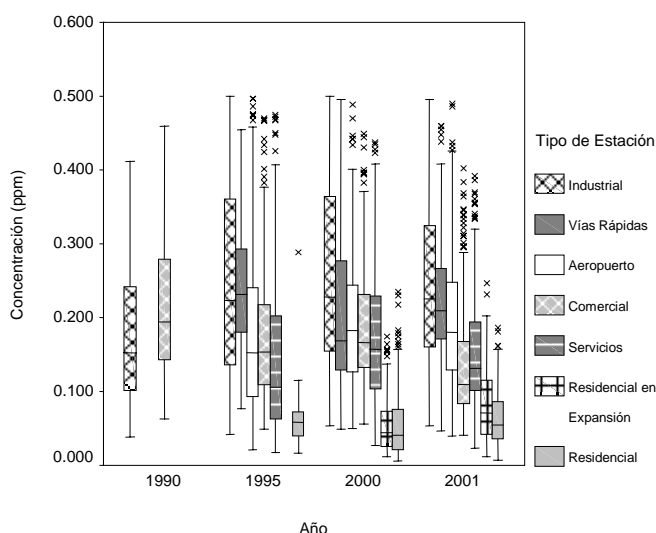 0.600
0.500
0.400
0.300
0.200
0.100
0.000
Concentración (ppm)
1990 1995 2000 2001
Año
Tipo de Estación
Industrial
Vías Rápidas
Aeropuerto
Comercial
Servicios
Residencial en
Expansión
Residencial